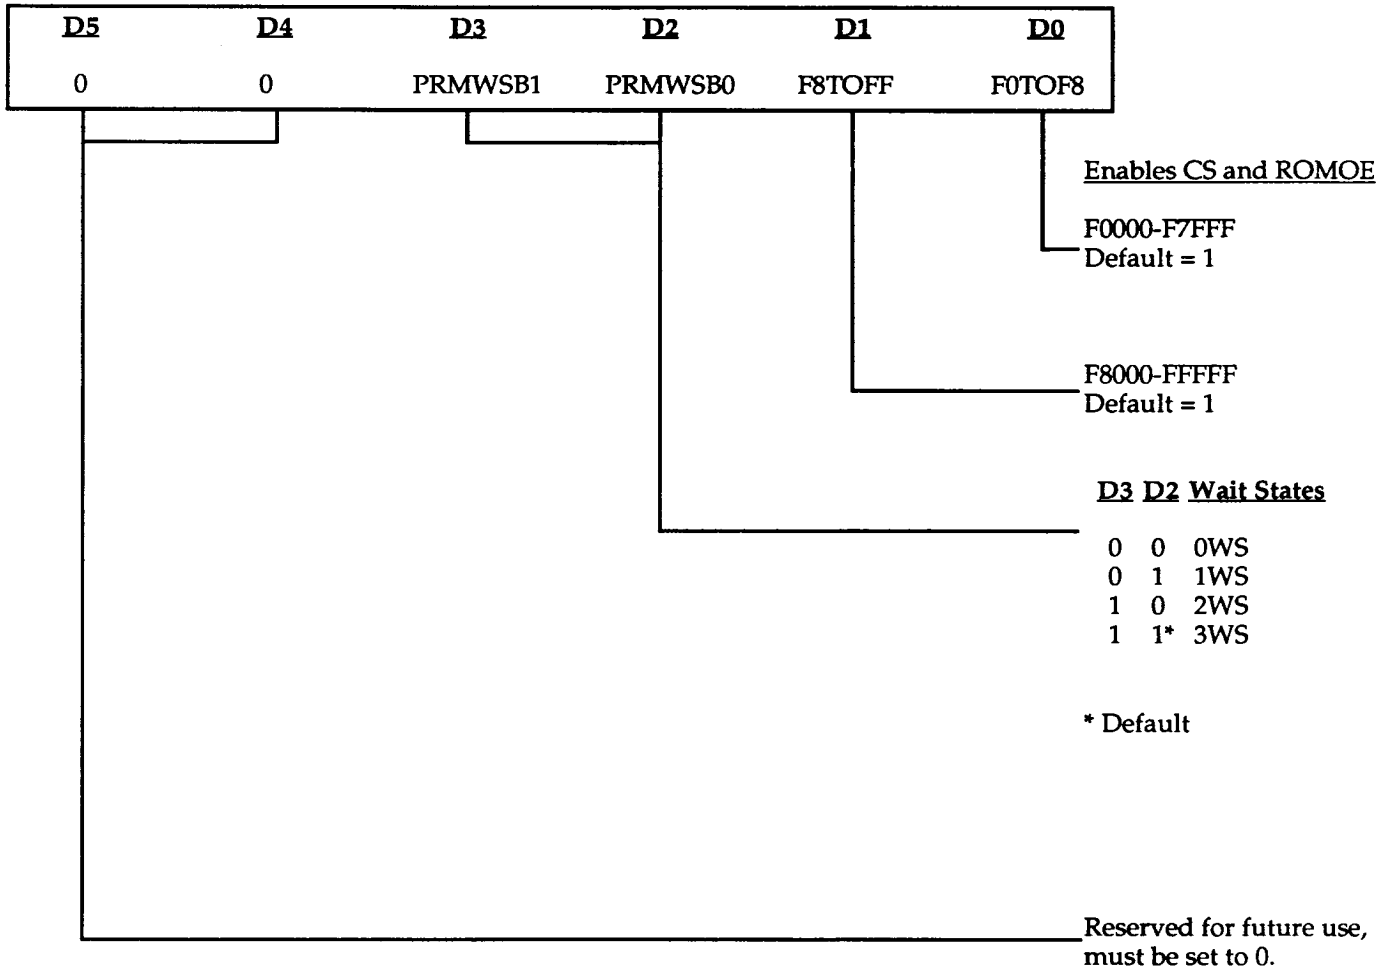 D5 D4 D3 D2 D1 D0
0 0 PRMWSB1 PRMWSB0 F8TOFF F0TOF8
Enables CS and ROMOE
F0000-F7FFF
Default = 1
F8000-FFFFF
Default = 1
D3 D2 Wait States
0 0 0WS
0 1 1WS
1 0 2WS
1 1* 3WS
* Default
Reserved for future use,
must be set to 0.